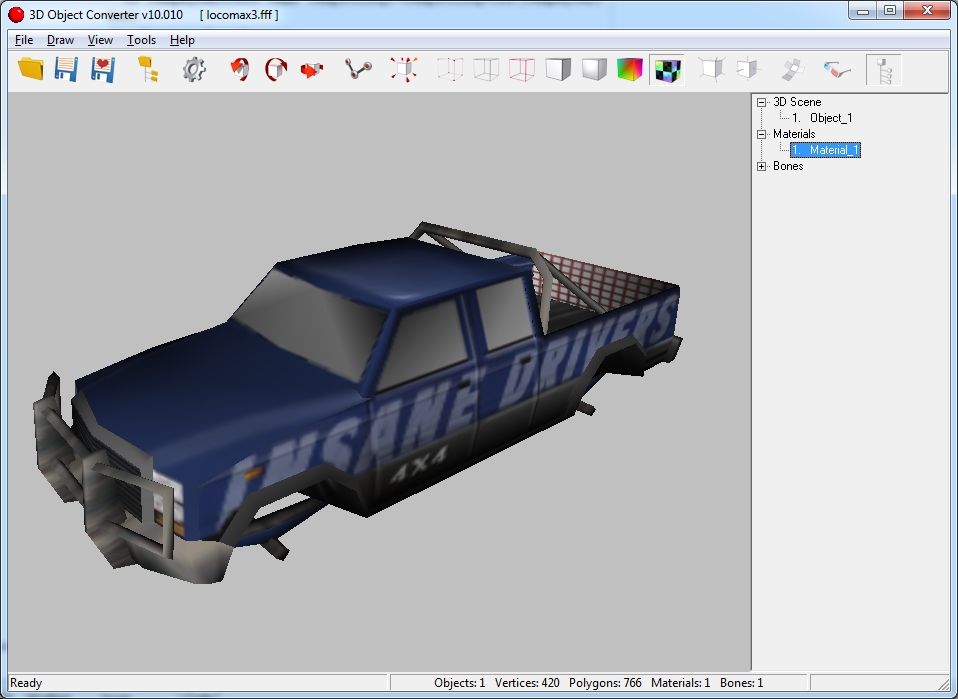 3D Object Converter v10.010 [ locomax3.fff ]
File Draw View Tools Help
3D Scene
1. Object_1
Materials
1. Material_1
Bones
INSANE DRIVERS
4X4
Ready
Objects: 1 Vertices: 420 Polygons: 766 Materials: 1 Bones: 1